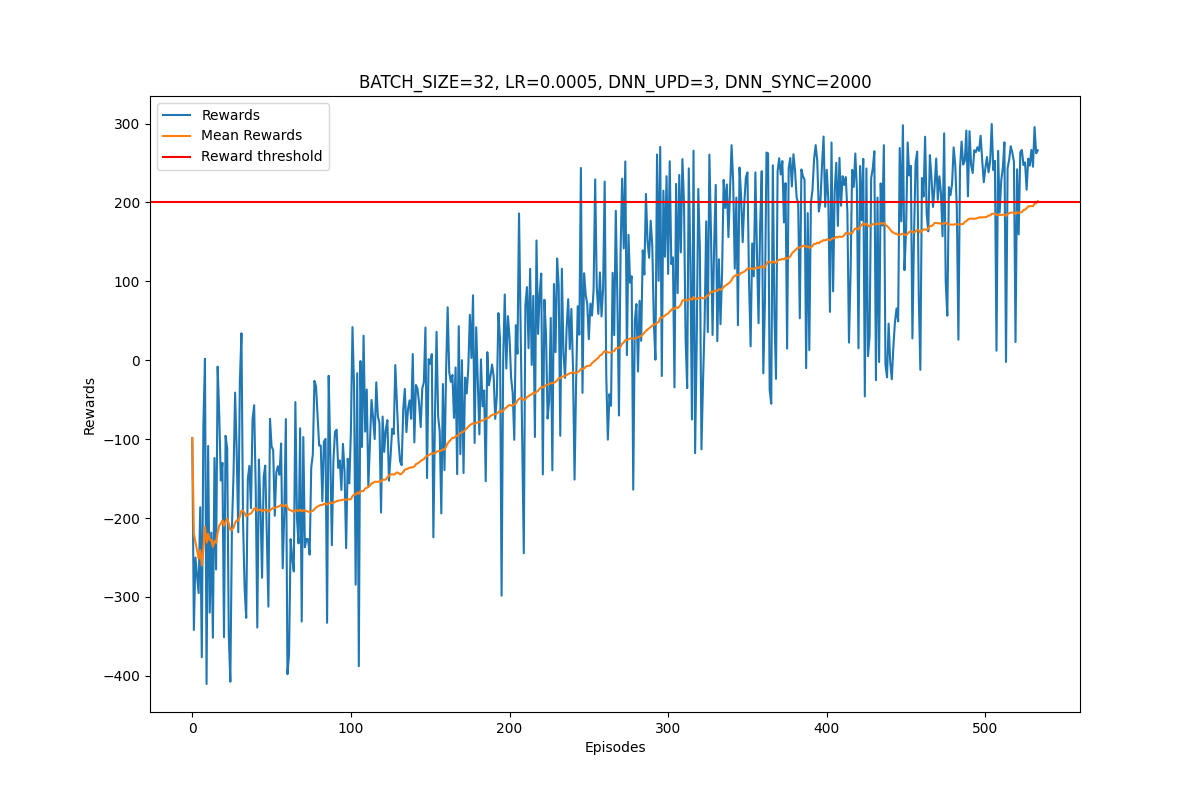 BATCH_SIZE=32, LR=0.0005, DNN_UPD=3, DNN_SYNC=2000
Rewards
Mean Rewards
Reward threshold
300
200
100
0
−100
−200
−300
−400
Rewards
0
100
200
300
400
500
Episodes